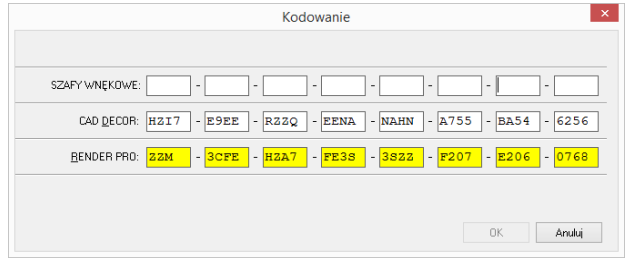 Kodowanie
SZAFY WNĘKOWE: - - - - - - -
CAD DECOR: HZI7 - E9EE - RZZQ - EENA - NAHN - A755 - BA54 - 6256
RENDER PRO: ZZM - 3CFE - HZA7 - FE3S - 3SZZ - F207 - E206 - 0768
OK Anuluj